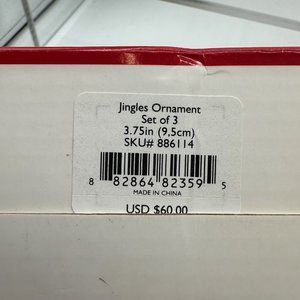 Jingles Ornament
Set of 3
3.75in (9,5cm)
SKU# 886114
8 82864 82359 5
MADE IN CHINA
USD $60.00